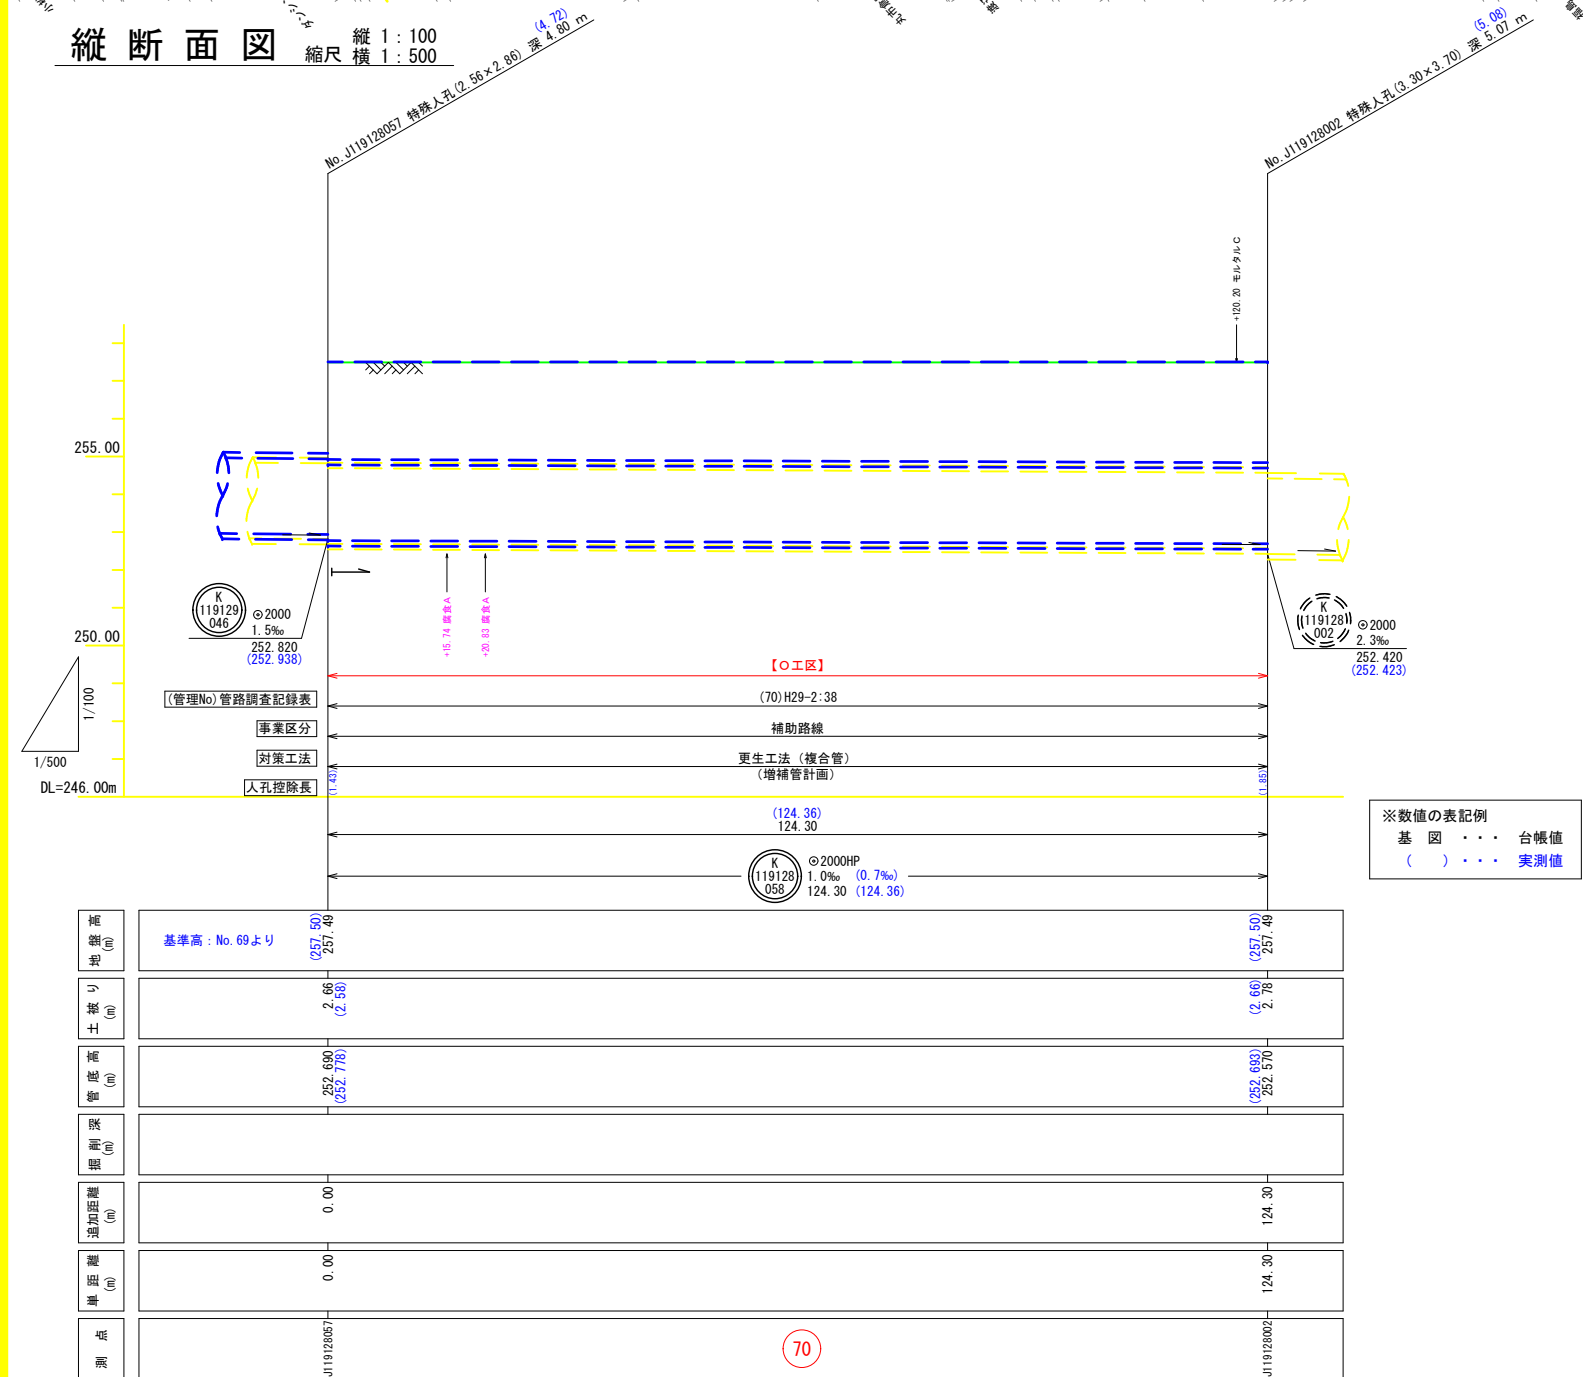 縦断面図
縮尺 縦 1:100
横 1:500
(4.72)
No.J119128057 特殊人孔(2.56×2.86) 深 4.80 m
(5.08)
No.J119128002 特殊人孔(3.30×3.70) 深 5.07 m
+120.20 モルタルC
255.00
250.00
1/100
1/500
DL=246.00m
K
119129
046
⊙2000
1.5‰
252.820
(252.938)
+15.74 腐食A
+20.83 腐食A
K
119128
002
⊙2000
2.3‰
252.420
(252.423)
【O工区】
(管理No)管路調査記録表
(70)H29-2:38
事業区分
補助路線
対策工法
更生工法（複合管）
(増補管計画)
人孔控除長
(1.43)
(1.85)
(124.36)
124.30
K
119128
058
⊙2000HP
1.0‰ (0.7‰)
124.30 (124.36)
※数値の表記例
基 図 ・・・ 台帳値
( ) ・・・ 実測値
地盤高
(m)
基準高：No.69より
(257.50)
257.49
(257.50)
257.49
土被り
(m)
2.66
(2.58)
(2.66)
2.78
管底高
(m)
252.690
(252.778)
(252.693)
252.570
掘削深
(m)
追加距離
(m)
0.00
124.30
単距離
(m)
0.00
124.30
測点
J119128057
70
J119128002